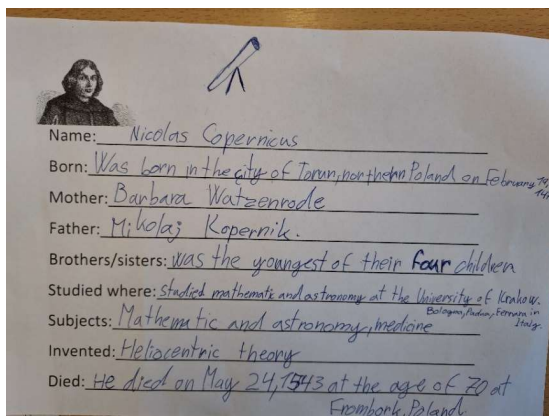 Name: Nicolas Copernicus
Born: Was born in the city of Torun, northern Poland on February 19,
Mother: Barbara Watzenrode
Father: Mikolaj Kopernik.
Brothers/sisters: was the youngest of their four children
Studied where: studied mathematic and astronomy at the University of Krakow.
Bologna, Padua, Ferrara in
Italy.
Subjects: Mathematic and astronomy, medicine
Invented: Heliocentric theory
Died: He died on May 24, 1543 at the age of 70 at
Frombork, Poland